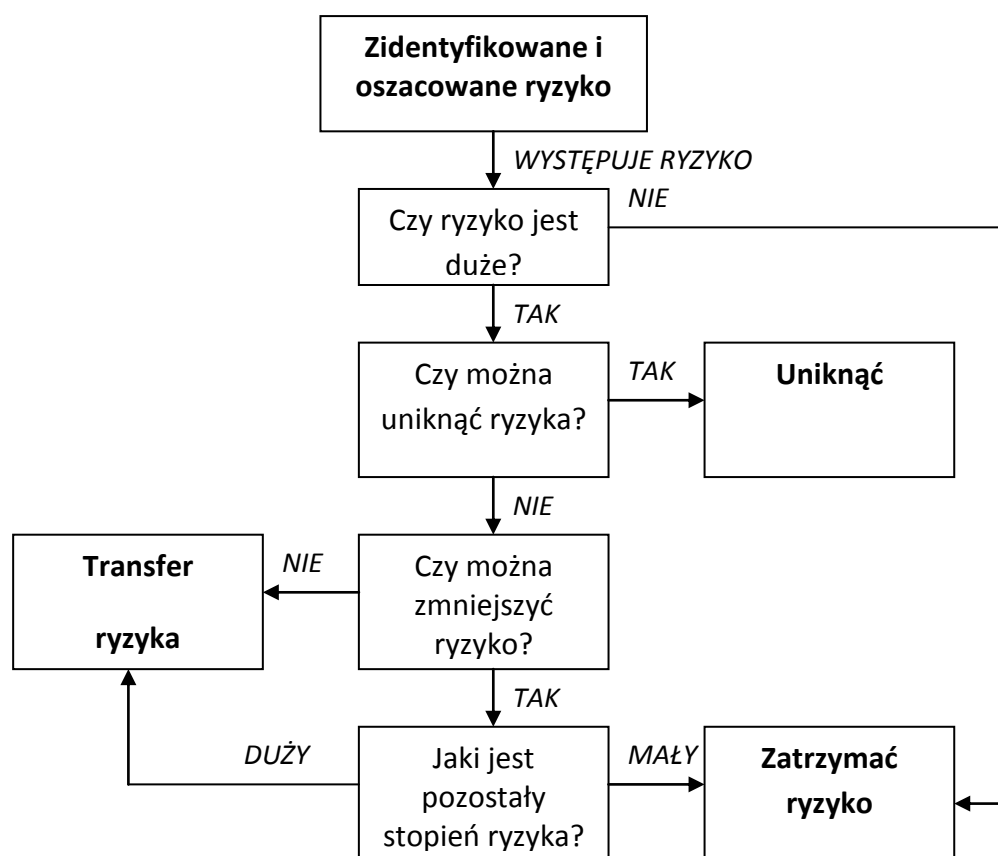 Zidentyfikowane i
oszacowane ryzyko
WYSTĘPUJE RYZYKO
Czy ryzyko jest
duże?
NIE
TAK
Czy można
uniknąć ryzyka?
TAK
Uniknąć
NIE
Transfer
ryzyka
NIE
Czy można
zmniejszyć
ryzyko?
TAK
DUŻY
Jaki jest
pozostały
stopień ryzyka?
MAŁY
Zatrzymać
ryzyko